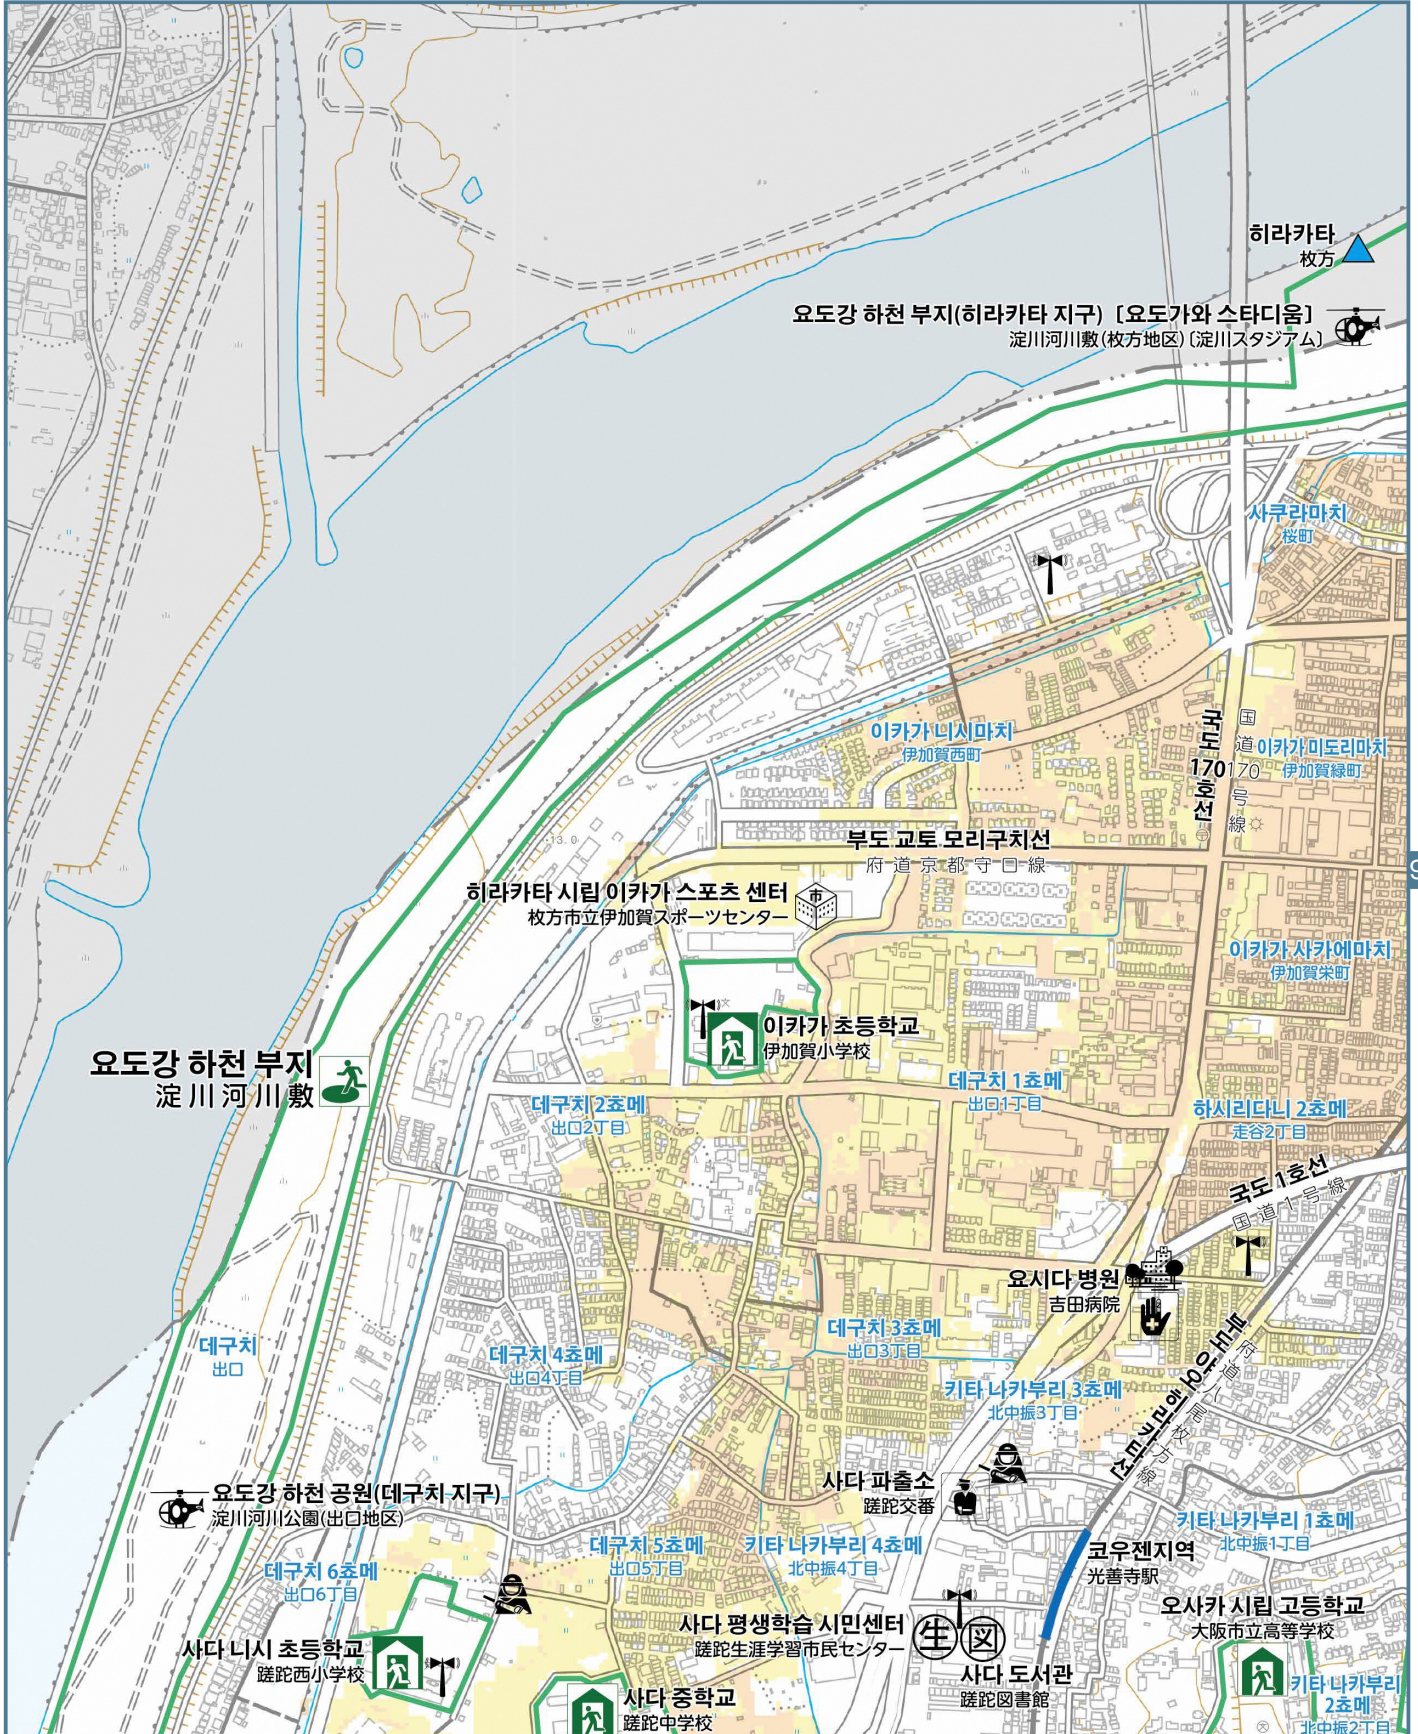 히라카타
枚方
요도강 하천 부지(히라카타 지구)〔요도가와 스타디움〕
淀川河川敷(枚方地区)〔淀川スタジアム〕
사쿠라마치
桜町
이카가 니시마치
伊加賀西町
국도 170호선
国道170号線
이카가 미도리마치
伊加賀緑町
13.0
부도 교토 모리구치선
府道京都守口線
히라카타 시립 이카가 스포츠 센터
枚方市立伊加賀スポーツセンター
市
이카가 사카에마치
伊加賀栄町
9
이카가 초등학교
伊加賀小学校
요도강 하천 부지
淀川河川敷
데구치 2쵸메
出口2丁目
데구치 1쵸메
出口1丁目
하시리다니 2쵸메
走谷2丁目
국도 1호선
国道1号線
요시다 병원
吉田病院
데구치
出口
데구치 4쵸메
出口4丁目
데구치 3쵸메
出口3丁目
부도 야오 히라카타선
府道八尾枚方線
키타 나카부리 3쵸메
北中振3丁目
사다 파출소
蹉跎交番
요도강 하천 공원(데구치 지구)
淀川河川公園(出口地区)
키타 나카부리 1쵸메
北中振1丁目
데구치 5쵸메
出口5丁目
키타 나카부리 4쵸메
北中振4丁目
코우젠지역
光善寺駅
데구치 6쵸메
出口6丁目
오사카 시립 고등학교
大阪市立高等学校
사다 평생학습 시민센터
蹉跎生涯学習市民センター
生 図
사다 니시 초등학교
蹉跎西小学校
사다 도서관
蹉跎図書館
키타 나카부리
2쵸메
北中振2丁目
사다 중학교
蹉跎中学校